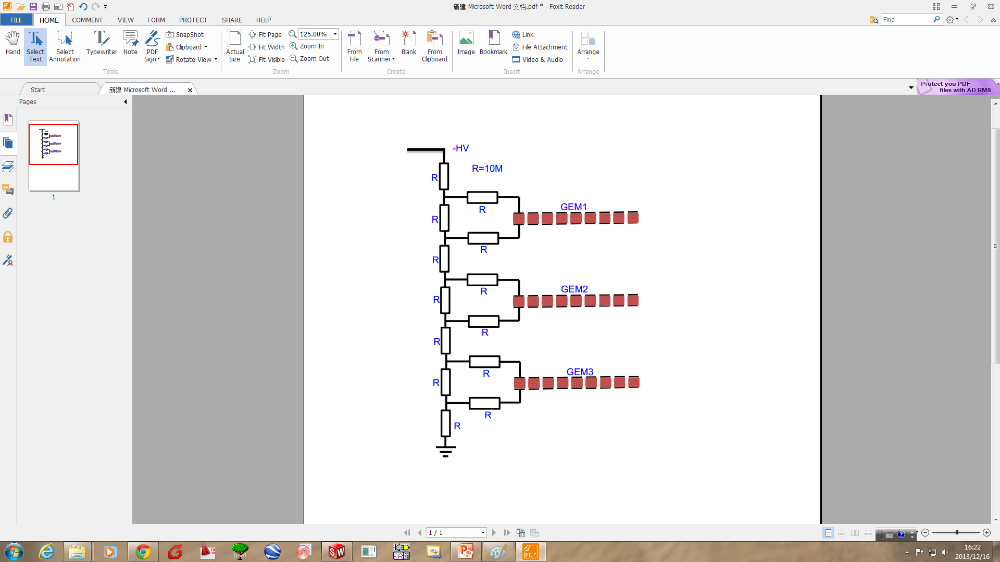 新建 Microsoft Word 文档.pdf * - Foxit Reader
FILE HOME COMMENT VIEW FORM PROTECT SHARE HELP
Find
Hand
Select Text
Select Annotation
Typewriter
Note
PDF Sign
SnapShot
Clipboard
Rotate View
Tools
Actual Size
Fit Page
Fit Width
Fit Visible
125.00%
Zoom In
Zoom Out
Zoom
From File
From Scanner
Blank
From Clipboard
Create
Image
Bookmark
Link
File Attachment
Video & Audio
Insert
Arrange
Arrange
Start
新建 Microsoft Word ...
Protect you PDF
files with AD RMS
Pages
1
-HV
R=10M
R
R
GEM1
R
R
R
R
GEM2
R
R
R
R
GEM3
R
R
R
1 / 1
16:22
2013/12/16